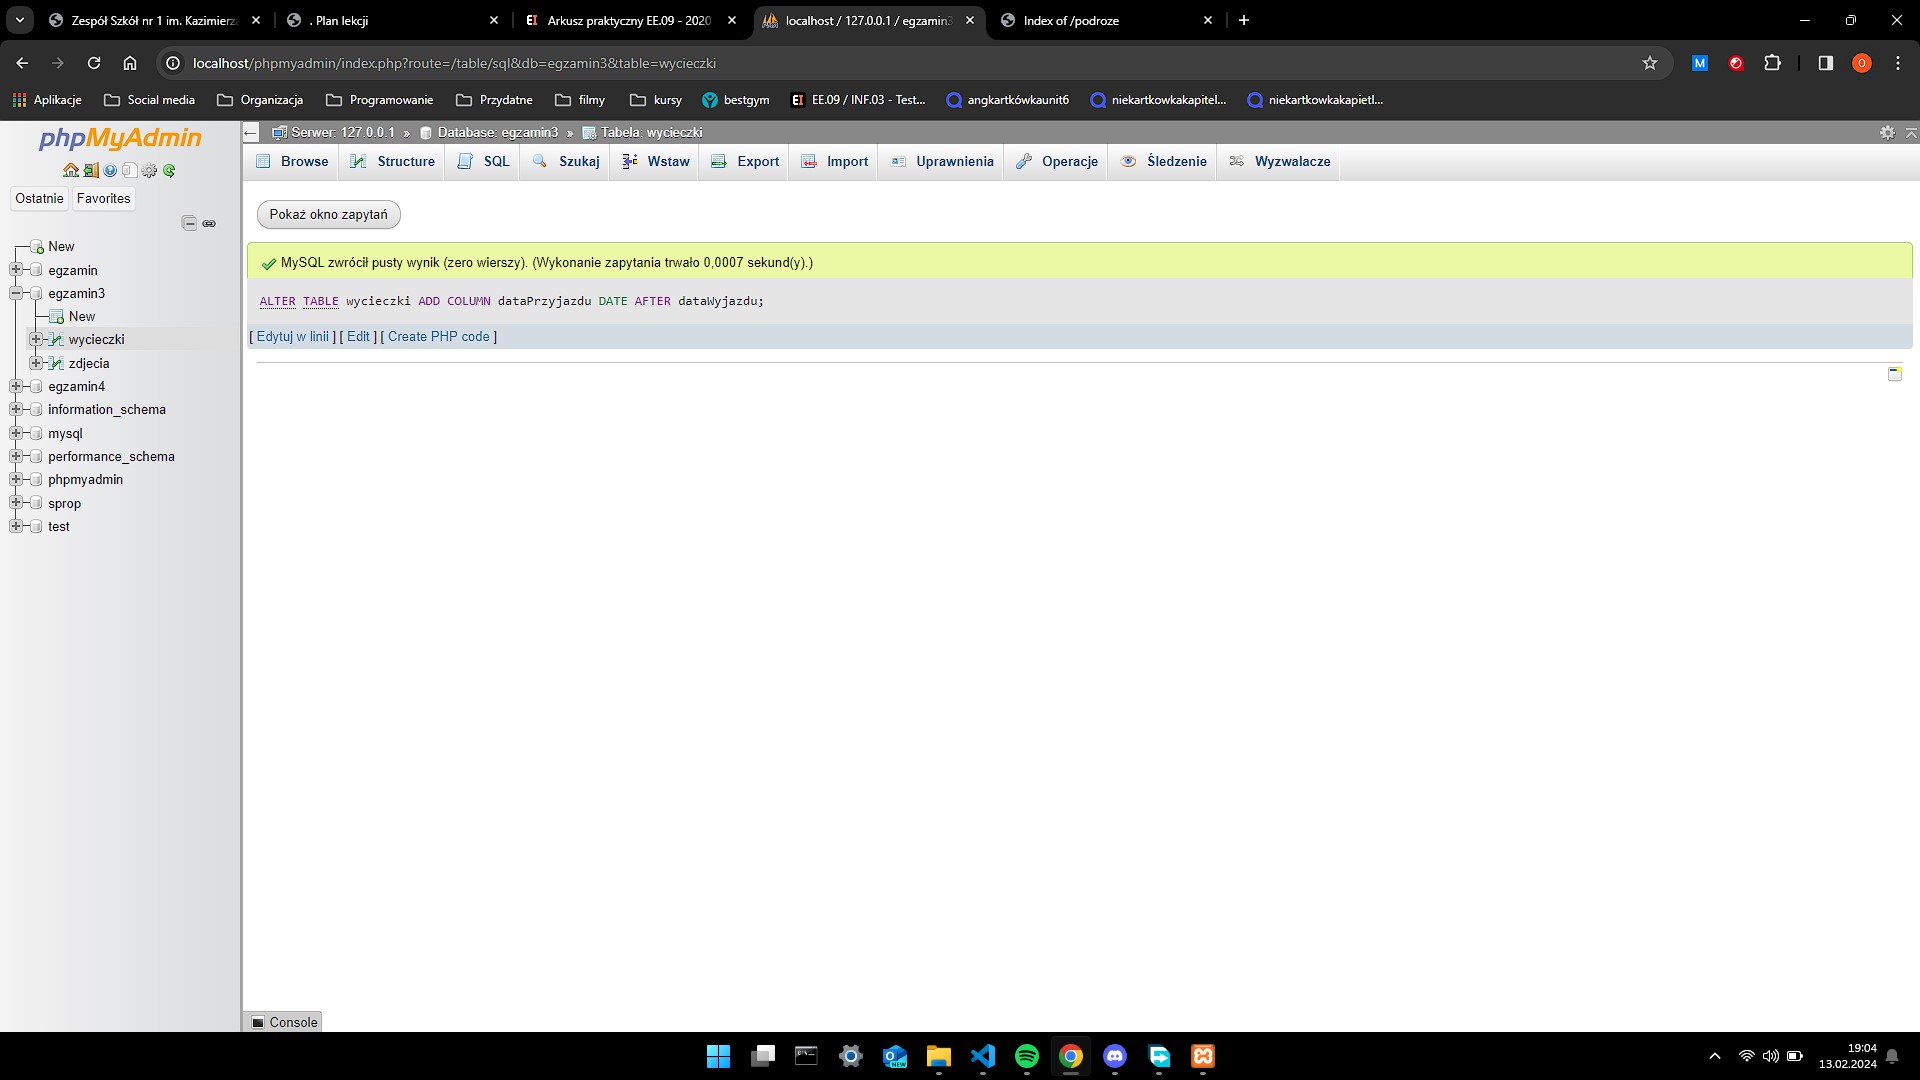 Zespół Szkół nr 1 im. Kazimierz
. Plan lekcji
EI Arkusz praktyczny EE.09 - 2020
localhost / 127.0.0.1 / egzamin3
Index of /podroze
localhost/phpmyadmin/index.php?route=/table/sql&db=egzamin3&table=wycieczki
M
O
Aplikacje
Social media
Organizacja
Programowanie
Przydatne
filmy
kursy
bestgym
EI EE.09 / INF.03 - Test...
angkartkówkaunit6
niekartkowkakapitel...
niekartkowkakapietl...
phpMyAdmin
Ostatnie
Favorites
New
egzamin
egzamin3
New
wycieczki
zdjecia
egzamin4
information_schema
mysql
performance_schema
phpmyadmin
sprop
test
Serwer: 127.0.0.1 » Database: egzamin3 » Tabela: wycieczki
Browse
Structure
SQL
Szukaj
Wstaw
Export
Import
Uprawnienia
Operacje
Śledzenie
Wyzwalacze
Pokaż okno zapytań
MySQL zwrócił pusty wynik (zero wierszy). (Wykonanie zapytania trwało 0,0007 sekund(y).)
ALTER TABLE wycieczki ADD COLUMN dataPrzyjazdu DATE AFTER dataWyjazdu;
[ Edytuj w linii ] [ Edit ] [ Create PHP code ]
Console
NEW
19:04
13.02.2024